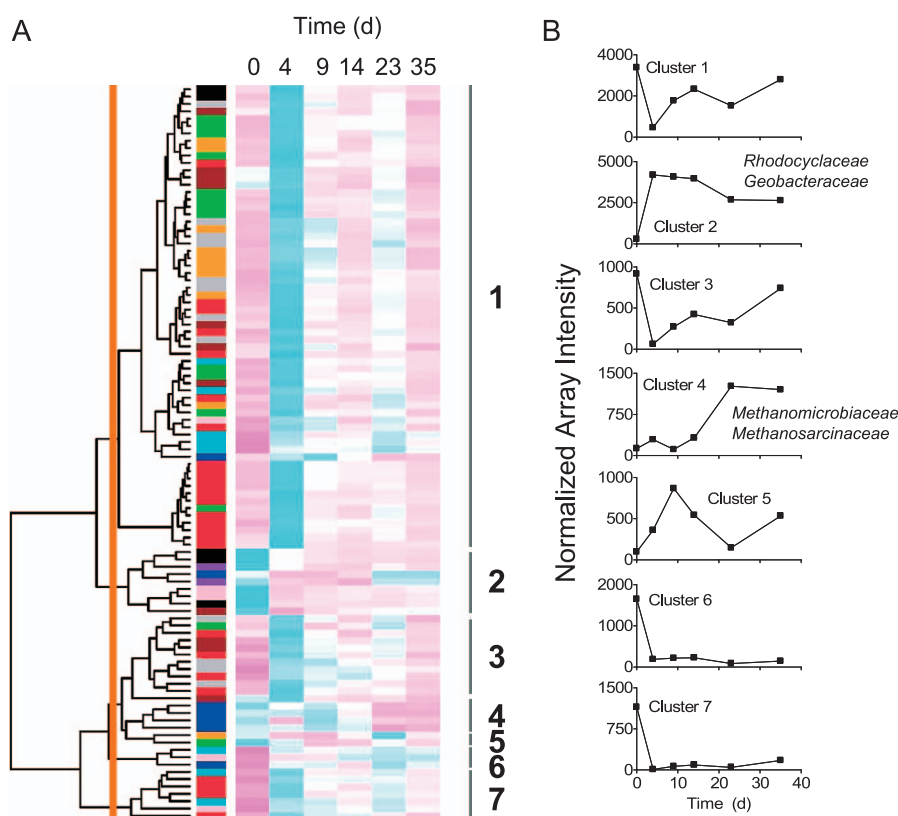 A
Time (d)
0 4 9 14 23 35
1
2
3
4
5
6
7
B
Normalized Array Intensity
4000
2000
0
Cluster 1
5000
2500
0
Cluster 2
Rhodocyclaceae
Geobacteraceae
1000
500
0
Cluster 3
1500
750
0
Cluster 4
Methanomicrobiaceae
Methanosarcinaceae
1000
500
0
Cluster 5
2000
1000
0
Cluster 6
1500
750
0
Cluster 7
0 10 20 30 40
Time (d)